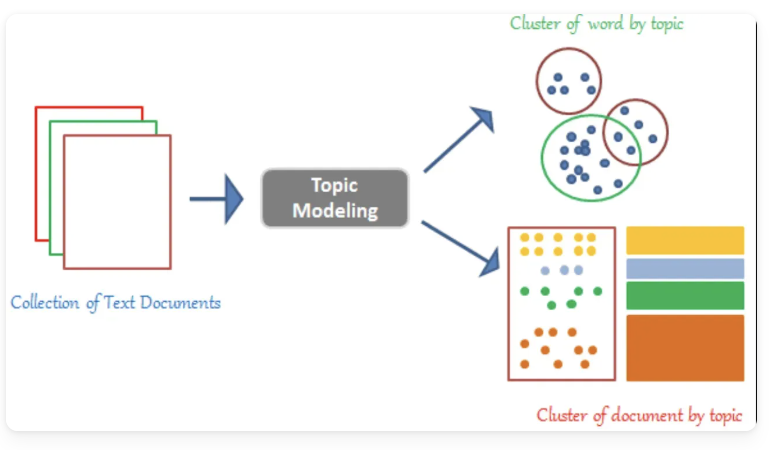 Cluster of word by topic
Topic
Modeling
Collection of Text Documents
Cluster of document by topic